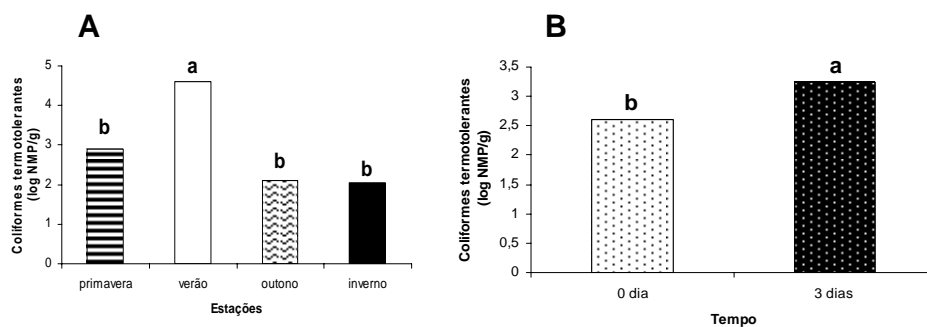 A
Coliformes termotolerantes
(log NMP/g)
5
4
3
2
1
0
b
a
b
b
primavera
verão
outono
inverno
Estações
B
Coliformes termotolerantes
(log NMP/g)
3,5
3
2,5
2
1,5
1
0,5
0
b
a
0 dia
3 dias
Tempo